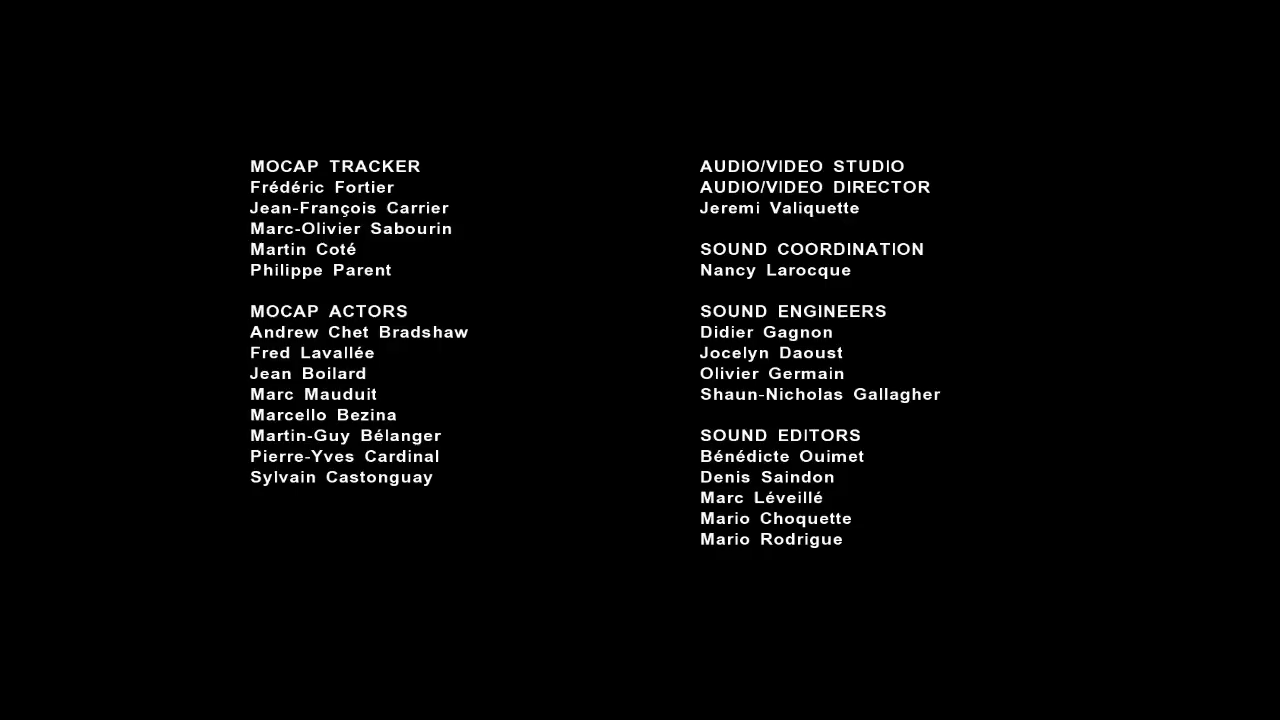 MOCAP TRACKER
Frédéric Fortier
Jean-François Carrier
Marc-Olivier Sabourin
Martin Coté
Philippe Parent
MOCAP ACTORS
Andrew Chet Bradshaw
Fred Lavallée
Jean Boilard
Marc Mauduit
Marcello Bezina
Martin-Guy Bélanger
Pierre-Yves Cardinal
Sylvain Castonguay
AUDIO/VIDEO STUDIO
AUDIO/VIDEO DIRECTOR
Jeremi Valiquette
SOUND COORDINATION
Nancy Larocque
SOUND ENGINEERS
Didier Gagnon
Jocelyn Daoust
Olivier Germain
Shaun-Nicholas Gallagher
SOUND EDITORS
Bénédicte Ouimet
Denis Saindon
Marc Léveillé
Mario Choquette
Mario Rodrigue